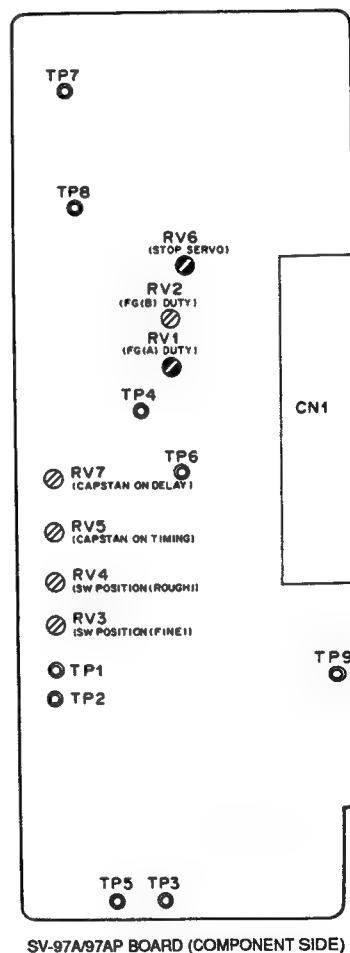 TP7
TP8
RV6
(STOP SERVO)
RV2
(FG(B) DUTY)
RV1
(FG(A) DUTY)
TP4
CN1
TP6
RV7
(CAPSTAN ON DELAY)
RV5
(CAPSTAN ON TIMING)
RV4
(SW POSITION(ROUGH))
RV3
(SW POSITION(FINE))
TP9
TP1
TP2
TP5 TP3
SV-97A/97AP BOARD (COMPONENT SIDE)